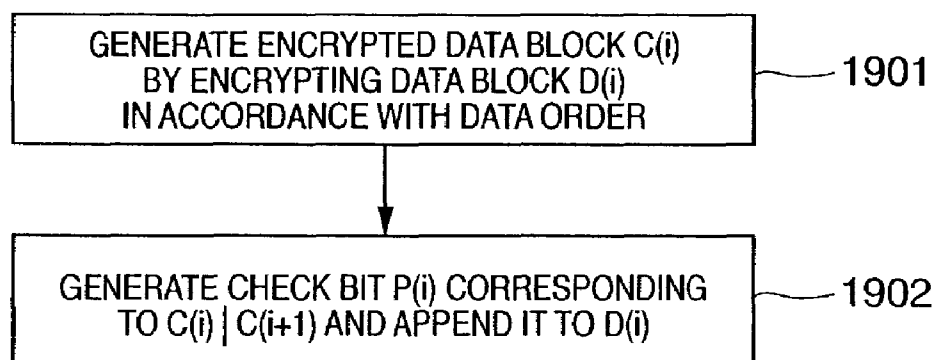 GENERATE ENCRYPTED DATA BLOCK C(i)
BY ENCRYPTING DATA BLOCK D(i)
IN ACCORDANCE WITH DATA ORDER
1901
GENERATE CHECK BIT P(i) CORRESPONDING
TO C(i) | C(i+1) AND APPEND IT TO D(i)
1902